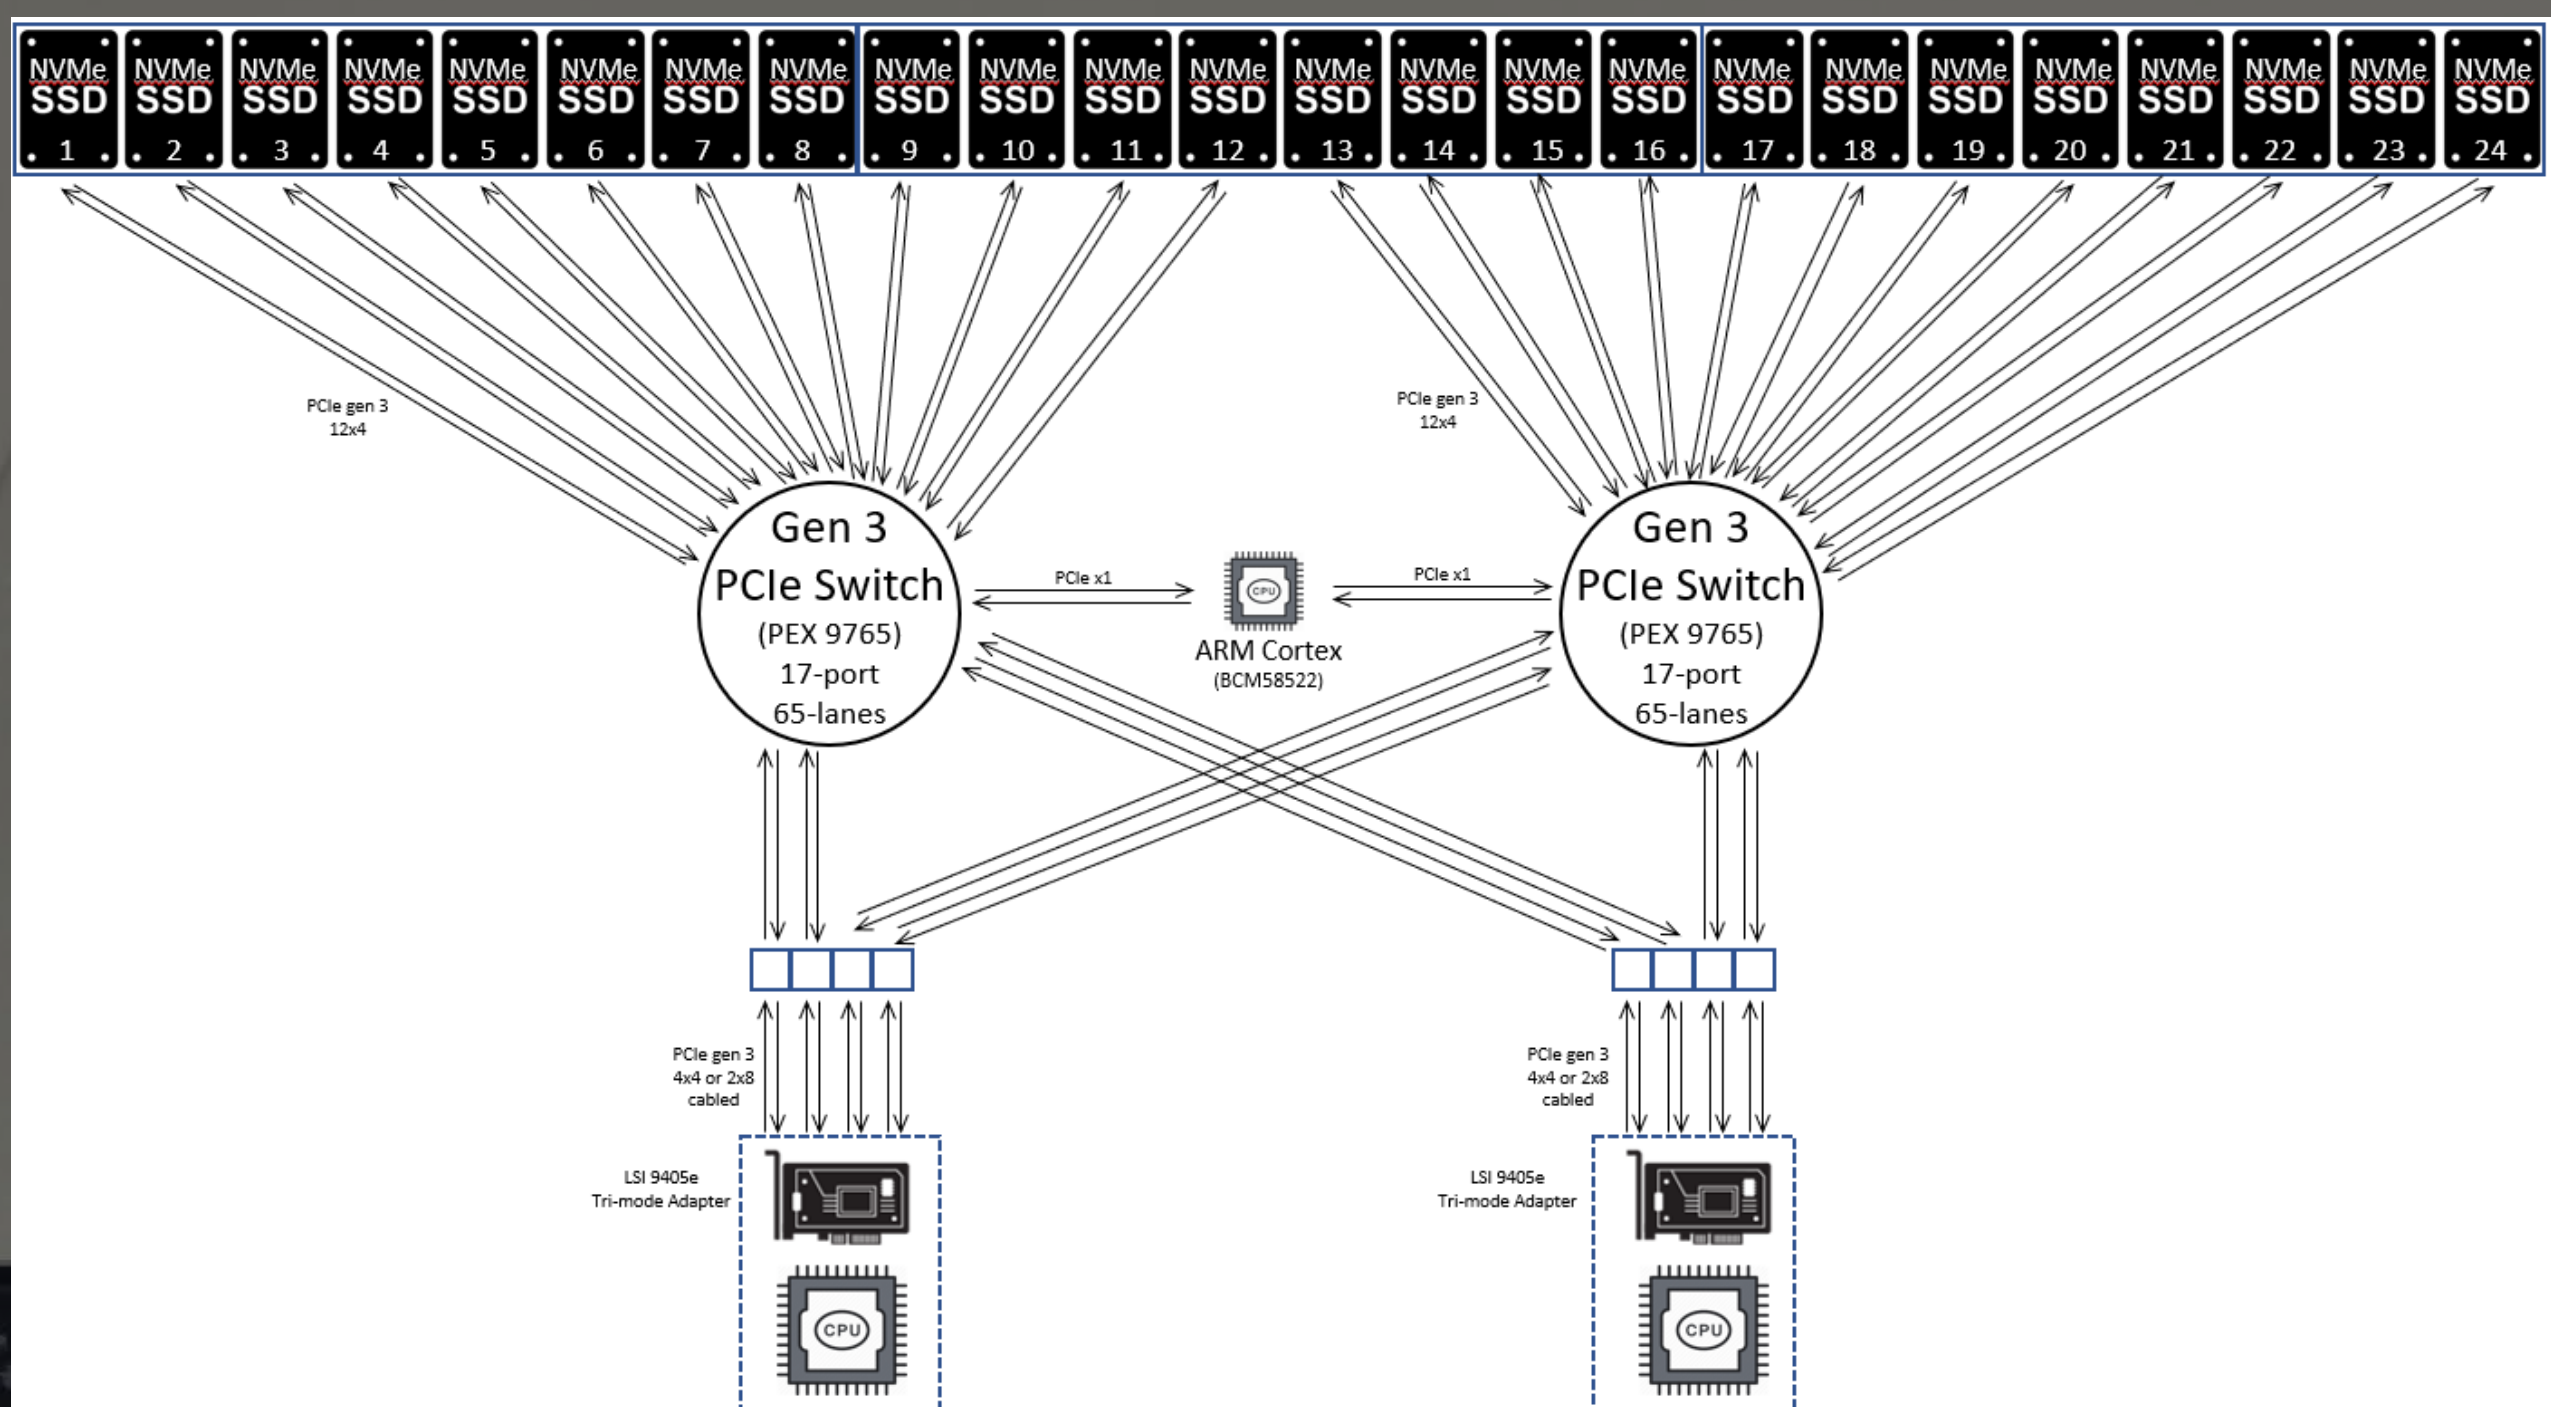 NVMe
SSD
1
NVMe
SSD
2
NVMe
SSD
3
NVMe
SSD
4
NVMe
SSD
5
NVMe
SSD
6
NVMe
SSD
7
NVMe
SSD
8
NVMe
SSD
9
NVMe
SSD
10
NVMe
SSD
11
NVMe
SSD
12
NVMe
SSD
13
NVMe
SSD
14
NVMe
SSD
15
NVMe
SSD
16
NVMe
SSD
17
NVMe
SSD
18
NVMe
SSD
19
NVMe
SSD
20
NVMe
SSD
21
NVMe
SSD
22
NVMe
SSD
23
NVMe
SSD
24
PCIe gen 3
12x4
PCIe gen 3
12x4
Gen 3
PCIe Switch
(PEX 9765)
17-port
65-lanes
PCIe x1
CPU
ARM Cortex
(BCM58522)
PCIe x1
Gen 3
PCIe Switch
(PEX 9765)
17-port
65-lanes
PCIe gen 3
4x4 or 2x8
cabled
PCIe gen 3
4x4 or 2x8
cabled
LSI 9405e
Tri-mode Adapter
CPU
LSI 9405e
Tri-mode Adapter
CPU